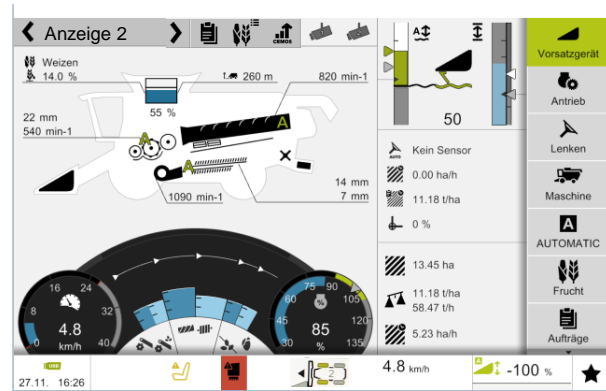 Anzeige 2
CEMOS
Weizen
14.0 %
260 m
820 min-1
55 %
22 mm
540 min-1
A
A
A
1090 min-1
14 mm
7 mm
A
50
AUTO
Kein Sensor
0.00 ha/h
11.18 t/ha
0 %
13.45 ha
11.18 t/ha
58.47 t/h
5.23 ha/h
Vorsatzgerät
Antrieb
Lenken
Maschine
A
AUTOMATIC
Frucht
Aufträge
0
8
16
24
32
40
4.8
km/h
30
45
60
75
90
105
120
135
%
85
%
USB
27.11. 16:26
2
4.8 km/h
A
-100 %